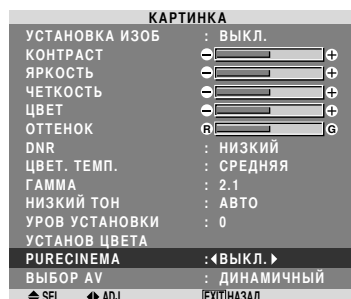 КАРТИНКА
УСТАНОВКА ИЗОБ : ВЫКЛ.
КОНТРАСТ
ЯРКОСТЬ
ЧЕТКОСТЬ
ЦВЕТ
ОТТЕНОК R G
DNR : НИЗКИЙ
ЦВЕТ. ТЕМП. : СРЕДНЯЯ
ГАММА : 2.1
НИЗКИЙ ТОН : АВТО
УРОВ УСТАНОВКИ : 0
УСТАНОВ ЦВЕТА
PURECINEMA : ВЫКЛ.
ВЫБОР AV : ДИНАМИЧНЫЙ
SEL. ADJ. EXIT НАЗАД